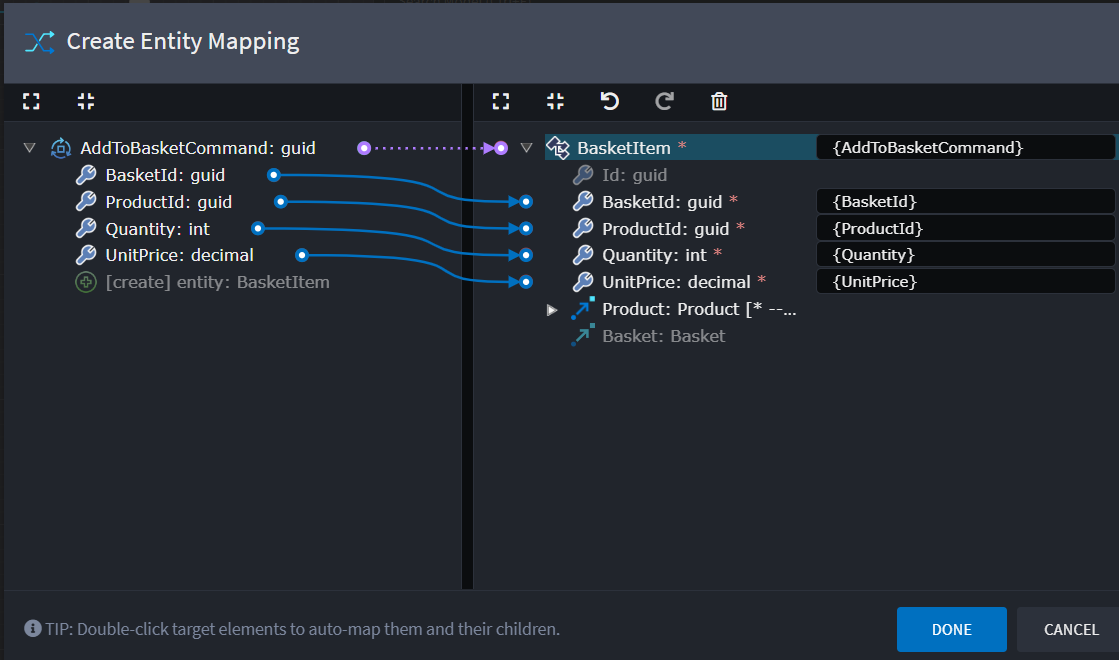 Create Entity Mapping
AddToBasketCommand: guid
BasketId: guid
ProductId: guid
Quantity: int
UnitPrice: decimal
[create] entity: BasketItem
BasketItem * {AddToBasketCommand}
Id: guid
BasketId: guid * {BasketId}
ProductId: guid * {ProductId}
Quantity: int * {Quantity}
UnitPrice: decimal * {UnitPrice}
Product: Product [* --...
Basket: Basket
TIP: Double-click target elements to auto-map them and their children.
DONE
CANCEL